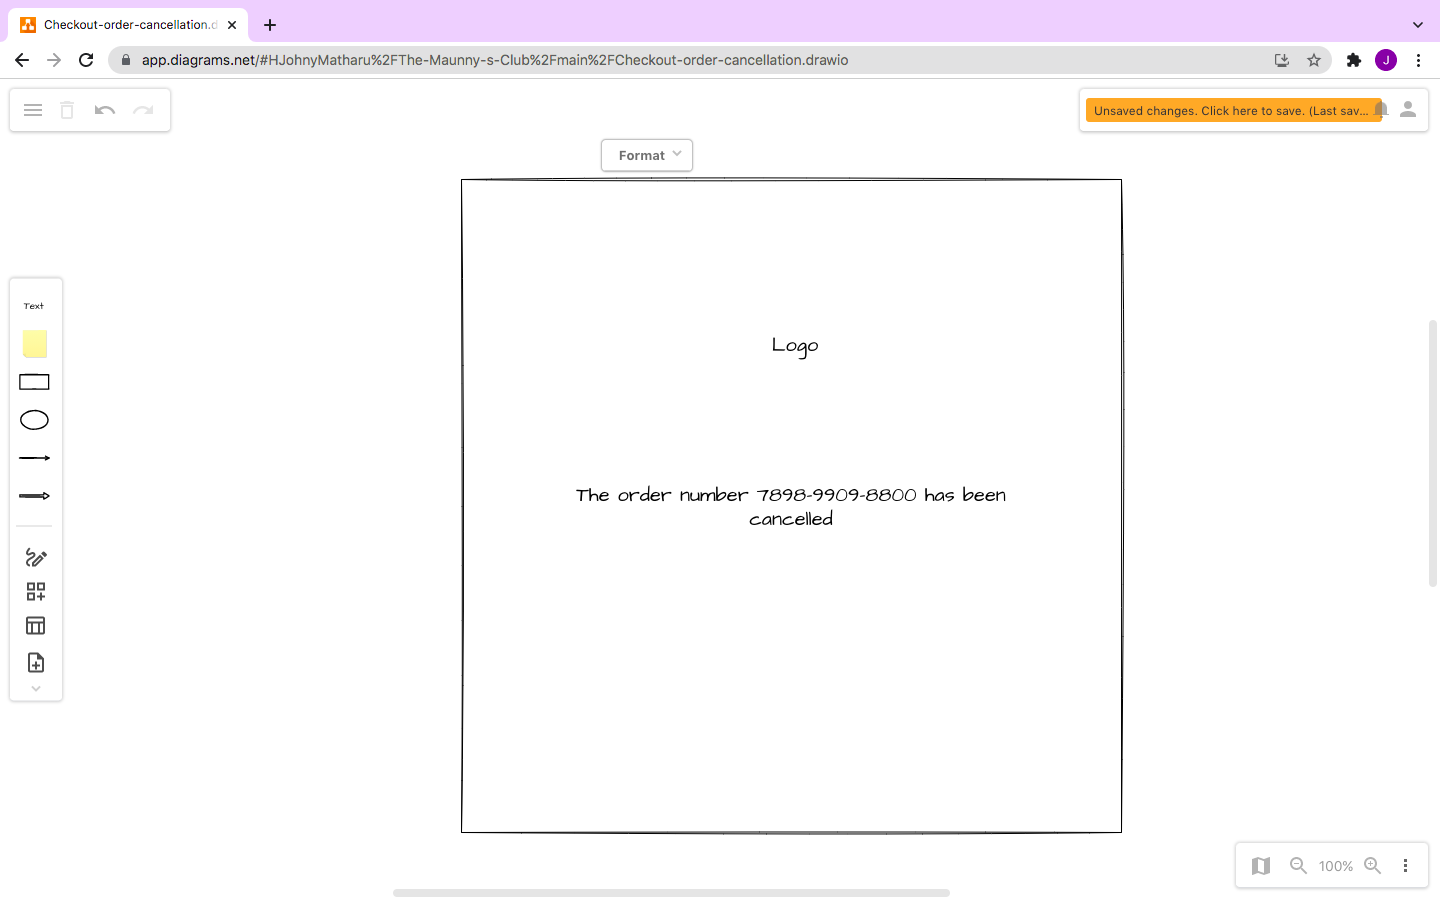 Checkout-order-cancellation.d
app.diagrams.net/#HJohnyMatharu%2FThe-Maunny-s-Club%2Fmain%2FCheckout-order-cancellation.drawio
J
Unsaved changes. Click here to save. (Last sav...
Format
Text
Logo
The order number 7898-9909-8800 has been
cancelled
100%